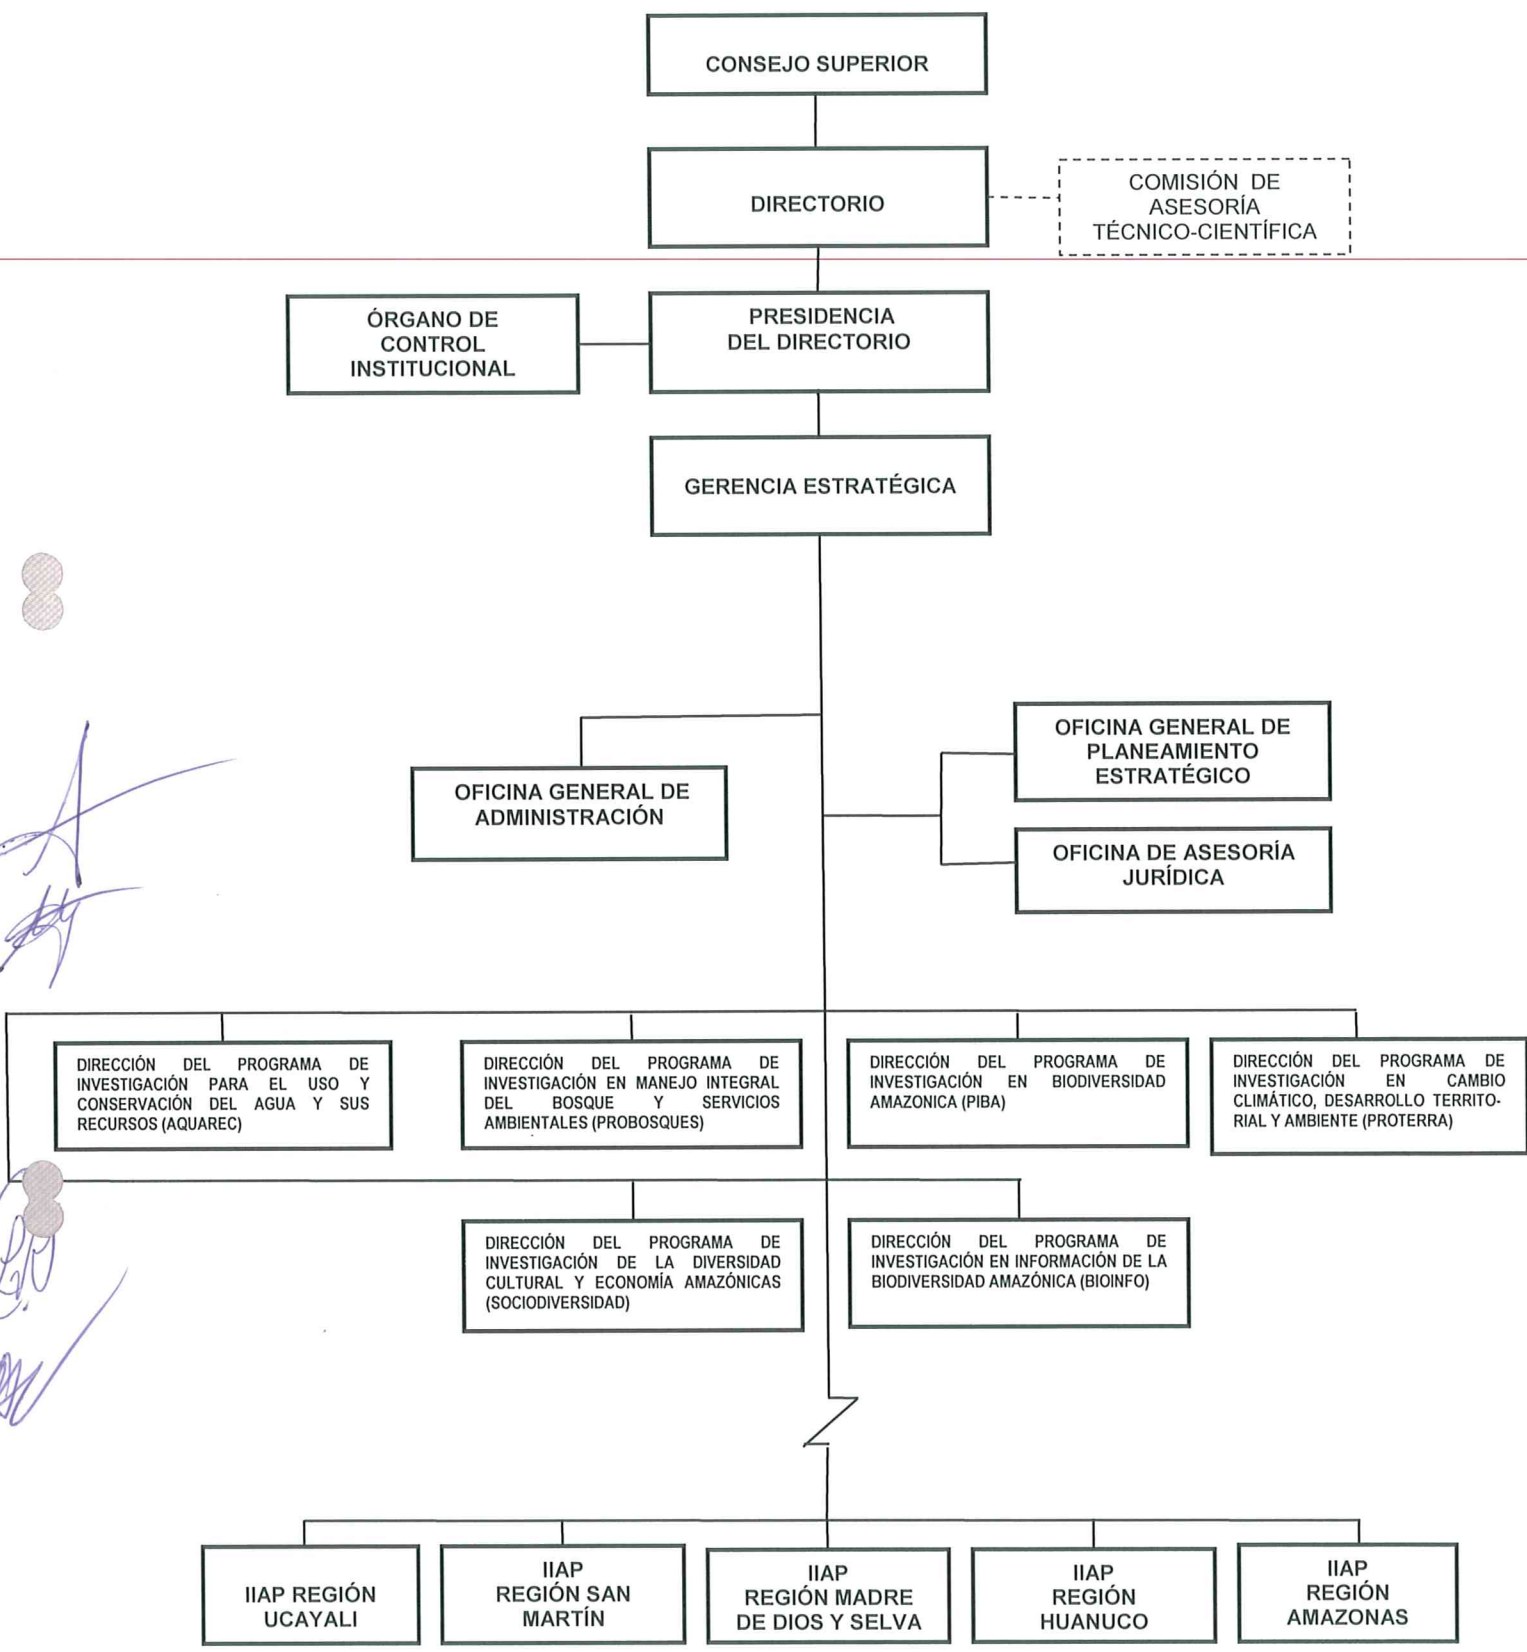 CONSEJO SUPERIOR
DIRECTORIO
COMISIÓN DE
ASESORÍA
TÉCNICO-CIENTÍFICA
ÓRGANO DE
CONTROL
INSTITUCIONAL
PRESIDENCIA
DEL DIRECTORIO
GERENCIA ESTRATÉGICA
OFICINA GENERAL DE
ADMINISTRACIÓN
OFICINA GENERAL DE
PLANEAMIENTO
ESTRATÉGICO
OFICINA DE ASESORÍA
JURÍDICA
DIRECCIÓN DEL PROGRAMA DE
INVESTIGACIÓN PARA EL USO Y
CONSERVACIÓN DEL AGUA Y SUS
RECURSOS (AQUAREC)
DIRECCIÓN DEL PROGRAMA DE
INVESTIGACIÓN EN MANEJO INTEGRAL
DEL BOSQUE Y SERVICIOS
AMBIENTALES (PROBOSQUES)
DIRECCIÓN DEL PROGRAMA DE
INVESTIGACIÓN EN BIODIVERSIDAD
AMAZONICA (PIBA)
DIRECCIÓN DEL PROGRAMA DE
INVESTIGACIÓN EN CAMBIO
CLIMÁTICO, DESARROLLO TERRITO-
RIAL Y AMBIENTE (PROTERRA)
DIRECCIÓN DEL PROGRAMA DE
INVESTIGACIÓN DE LA DIVERSIDAD
CULTURAL Y ECONOMÍA AMAZÓNICAS
(SOCIODIVERSIDAD)
DIRECCIÓN DEL PROGRAMA DE
INVESTIGACIÓN EN INFORMACIÓN DE LA
BIODIVERSIDAD AMAZÓNICA (BIOINFO)
IIAP REGIÓN
UCAYALI
IIAP
REGIÓN SAN
MARTÍN
IIAP
REGIÓN MADRE
DE DIOS Y SELVA
IIAP
REGIÓN
HUANUCO
IIAP
REGIÓN
AMAZONAS